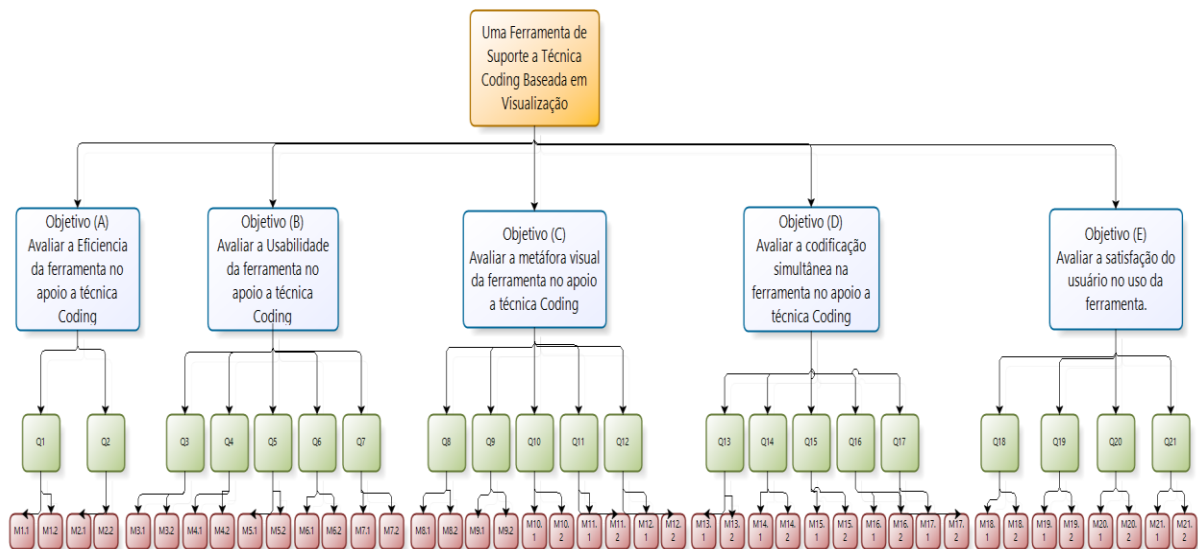 Uma Ferramenta de
Suporte a Técnica
Coding Baseada em
Visualização
Objetivo (A)
Avaliar a Eficiencia
da ferramenta no
apoio a técnica
Coding
Objetivo (B)
Avaliar a Usabilidade
da ferramenta no
apoio a técnica
Coding
Objetivo (C)
Avaliar a metáfora visual
da ferramenta no apoio
a técnica Coding
Objetivo (D)
Avaliar a codificação
simultânea na
ferramenta no apoio a
técnica Coding
Objetivo (E)
Avaliar a satisfação do
usuário no uso da
ferramenta.
Q1
Q2
Q3
Q4
Q5
Q6
Q7
Q8
Q9
Q10
Q11
Q12
Q13
Q14
Q15
Q16
Q17
Q18
Q19
Q20
Q21
M1.1
M1.2
M2.1
M2.2
M3.1
M3.2
M4.1
M4.2
M5.1
M5.2
M6.1
M6.2
M7.1
M7.2
M8.1
M8.2
M9.1
M9.2
M10.
1
M10.
2
M11.
1
M11.
2
M12.
1
M12.
2
M13.
1
M13.
2
M14.
1
M14.
2
M15.
1
M15.
2
M16.
1
M16.
2
M17.
1
M17.
2
M18.
1
M18.
2
M19.
1
M19.
2
M20.
1
M20.
2
M21.
1
M21.
2